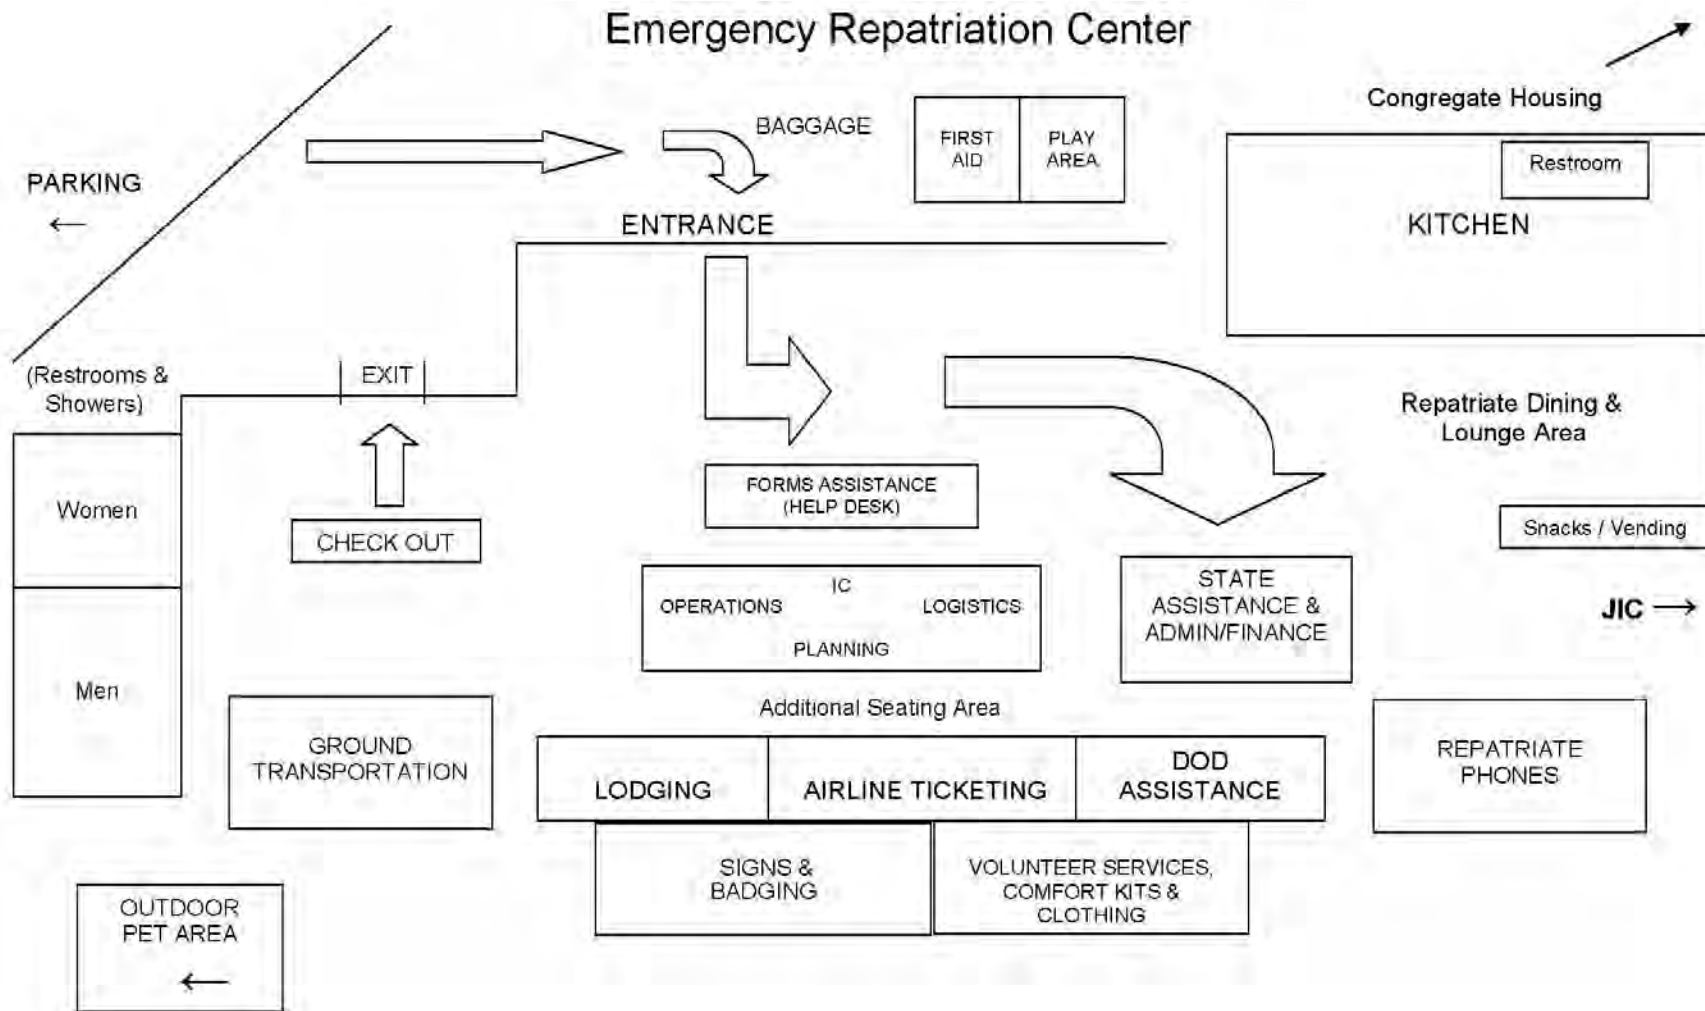 Emergency Repatriation Center
Congregate Housing
BAGGAGE
FIRST
AID
PLAY
AREA
Restroom
PARKING
←
ENTRANCE
KITCHEN
(Restrooms &
Showers)
EXIT
Repatriate Dining &
Lounge Area
Women
CHECK OUT
FORMS ASSISTANCE
(HELP DESK)
Snacks / Vending
IC
OPERATIONS
LOGISTICS
PLANNING
STATE
ASSISTANCE &
ADMIN/FINANCE
JIC →
Men
Additional Seating Area
GROUND
TRANSPORTATION
LODGING
AIRLINE TICKETING
DOD
ASSISTANCE
REPATRIATE
PHONES
SIGNS &
BADGING
VOLUNTEER SERVICES,
COMFORT KITS &
CLOTHING
OUTDOOR
PET AREA
←